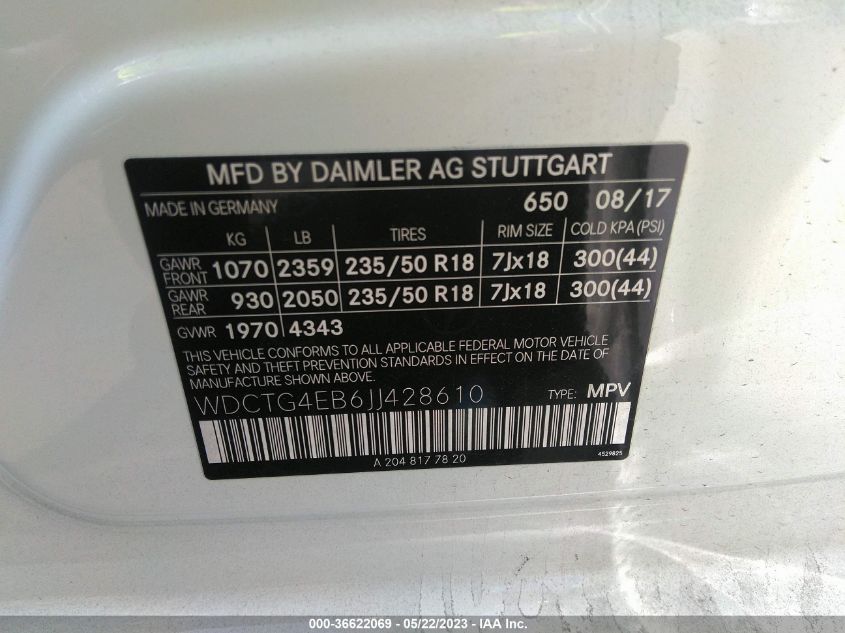 MFD BY DAIMLER AG STUTTGART
MADE IN GERMANY 650 08/17
KG LB TIRES RIM SIZE COLD KPA (PSI)
GAWR FRONT 1070 2359 235/50 R18 7Jx18 300(44)
GAWR REAR 930 2050 235/50 R18 7Jx18 300(44)
GVWR 1970 4343
THIS VEHICLE CONFORMS TO ALL APPLICABLE FEDERAL MOTOR VEHICLE
SAFETY AND THEFT PREVENTION STANDARDS IN EFFECT ON THE DATE OF
MANUFACTURE SHOWN ABOVE.
WDCTG4EB6JJ428610 TYPE: MPV
A 204 817 78 20 4529825
000-36622069 - 05/22/2023 - IAA Inc.